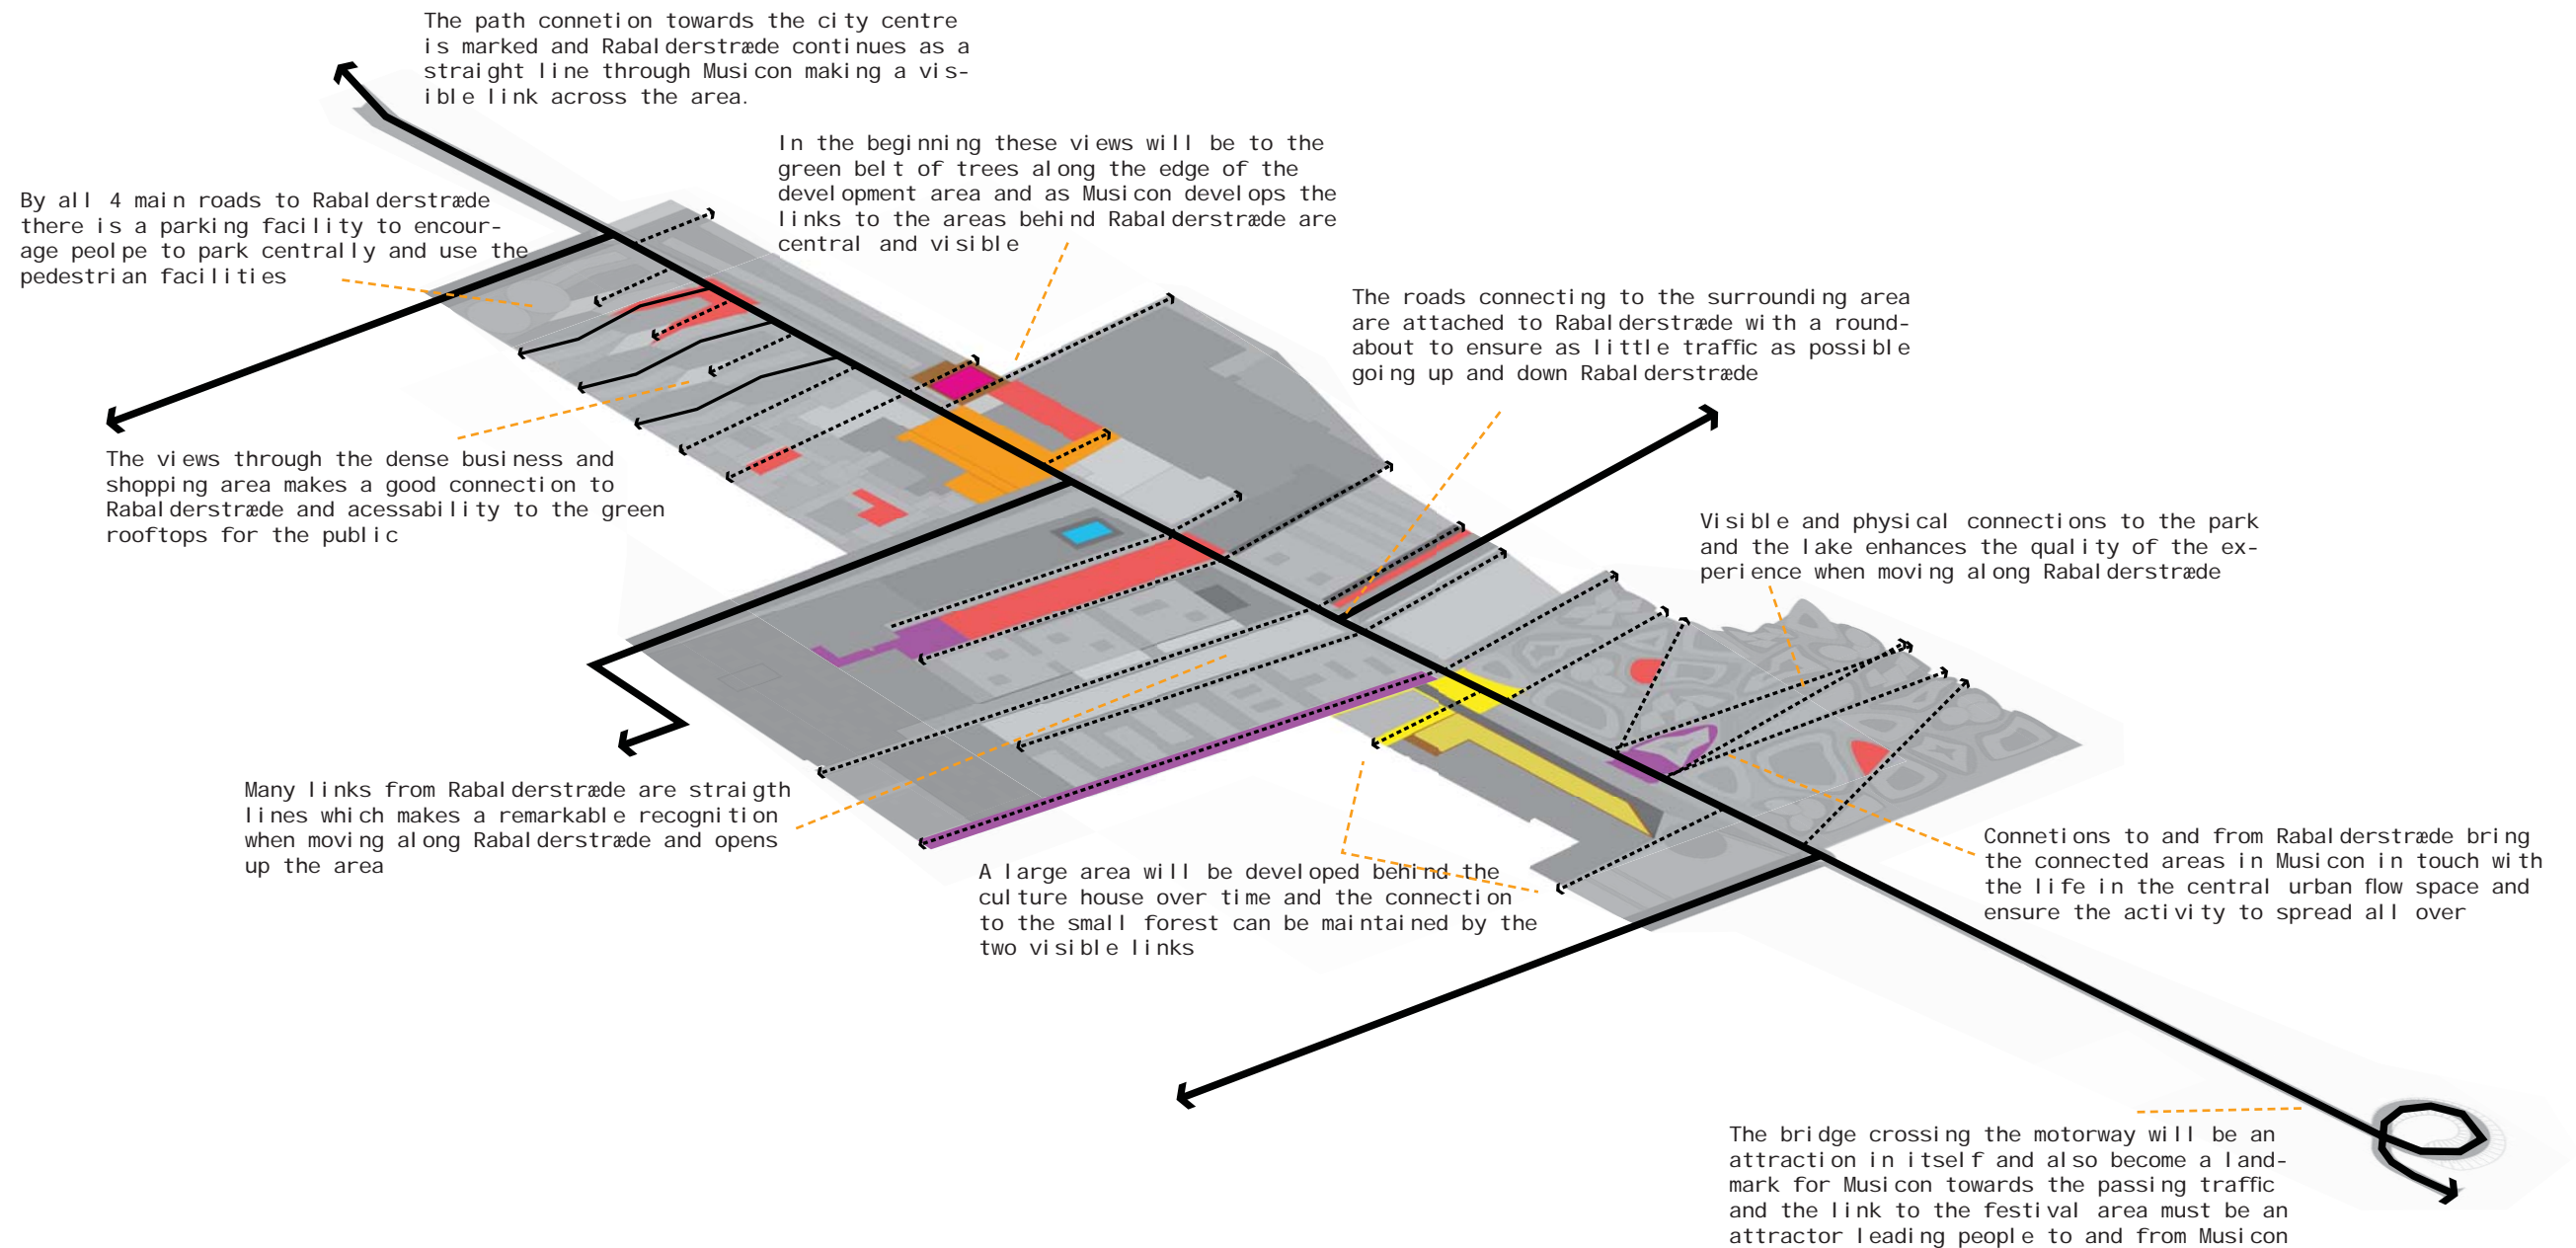 The path connetion towards the city centre
is marked and Rabalderstræde continues as a
straight line through Musicon making a vis-
ible link across the area.
In the beginning these views will be to the
green belt of trees along the edge of the
development area and as Musicon develops the
links to the areas behind Rabalderstræde are
central and visible
By all 4 main roads to Rabalderstræde
there is a parking facility to encour-
age peolpe to park centrally and use the
pedestrian facilities
The roads connecting to the surrounding area
are attached to Rabalderstræde with a round-
about to ensure as little traffic as possible
going up and down Rabalderstræde
The views through the dense business and
shopping area makes a good connection to
Rabalderstræde and acessability to the green
rooftops for the public
Visible and physical connections to the park
and the lake enhances the quality of the ex-
perience when moving along Rabalderstræde
Many links from Rabalderstræde are straigth
lines which makes a remarkable recognition
when moving along Rabalderstræde and opens
up the area
A large area will be developed behind the
culture house over time and the connection
to the small forest can be maintained by the
two visible links
Connetions to and from Rabalderstræde bring
the connected areas in Musicon in touch with
the life in the central urban flow space and
ensure the activity to spread all over
The bridge crossing the motorway will be an
attraction in itself and also become a land-
mark for Musicon towards the passing traffic
and the link to the festival area must be an
attractor leading people to and from Musicon